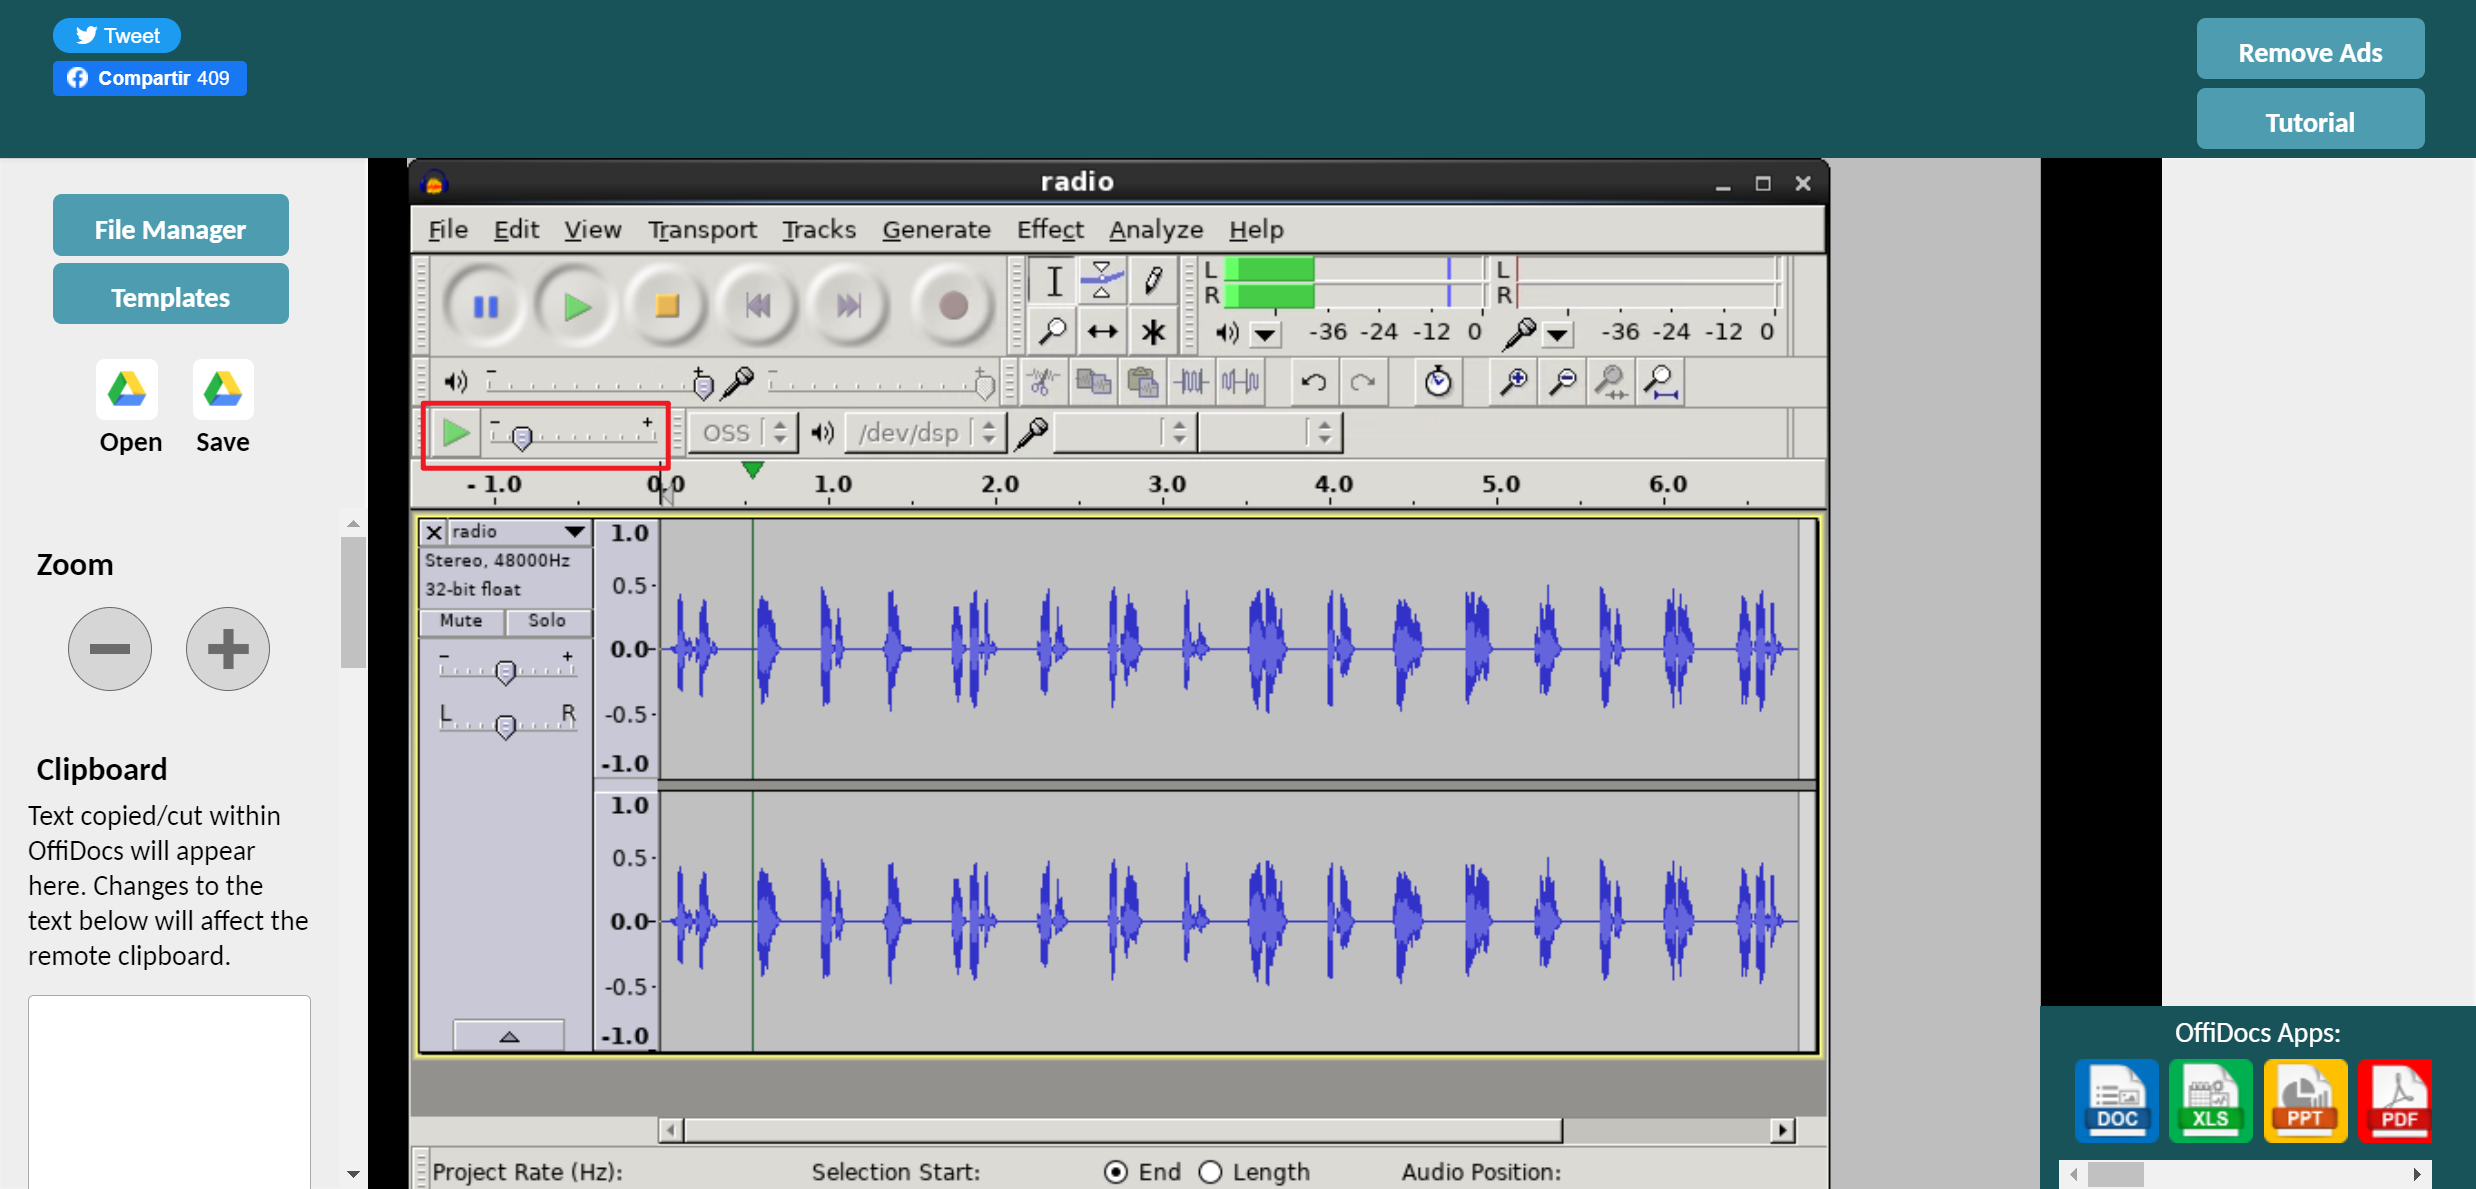 Tweet
Compartir 409
Remove Ads
Tutorial
File Manager
Templates
Open Save
Zoom
Clipboard
Text copied/cut within
OffiDocs will appear
here. Changes to the
text below will affect the
remote clipboard.
radio
File Edit View Transport Tracks Generate Effect Analyze Help
L L
R R
-36 -24 -12 0 -36 -24 -12 0
- + - +
- + OSS /dev/dsp
- 1.0 0.0 1.0 2.0 3.0 4.0 5.0 6.0
radio
Stereo, 48000Hz
32-bit float
Mute Solo
- +
L R
1.0
0.5
0.0
-0.5
-1.0
1.0
0.5
0.0
-0.5
-1.0
Project Rate (Hz): Selection Start: End Length Audio Position:
OffiDocs Apps:
DOC XLS PPT PDF